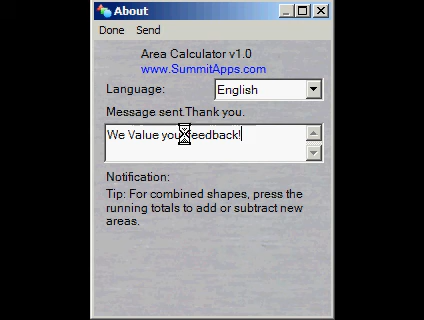 About
Done Send
Area Calculator v1.0
www.SummitApps.com
Language: English
Message sent.Thank you.
We Value your feedback!
Notification:
Tip: For combined shapes, press the
running totals to add or subtract new
areas.